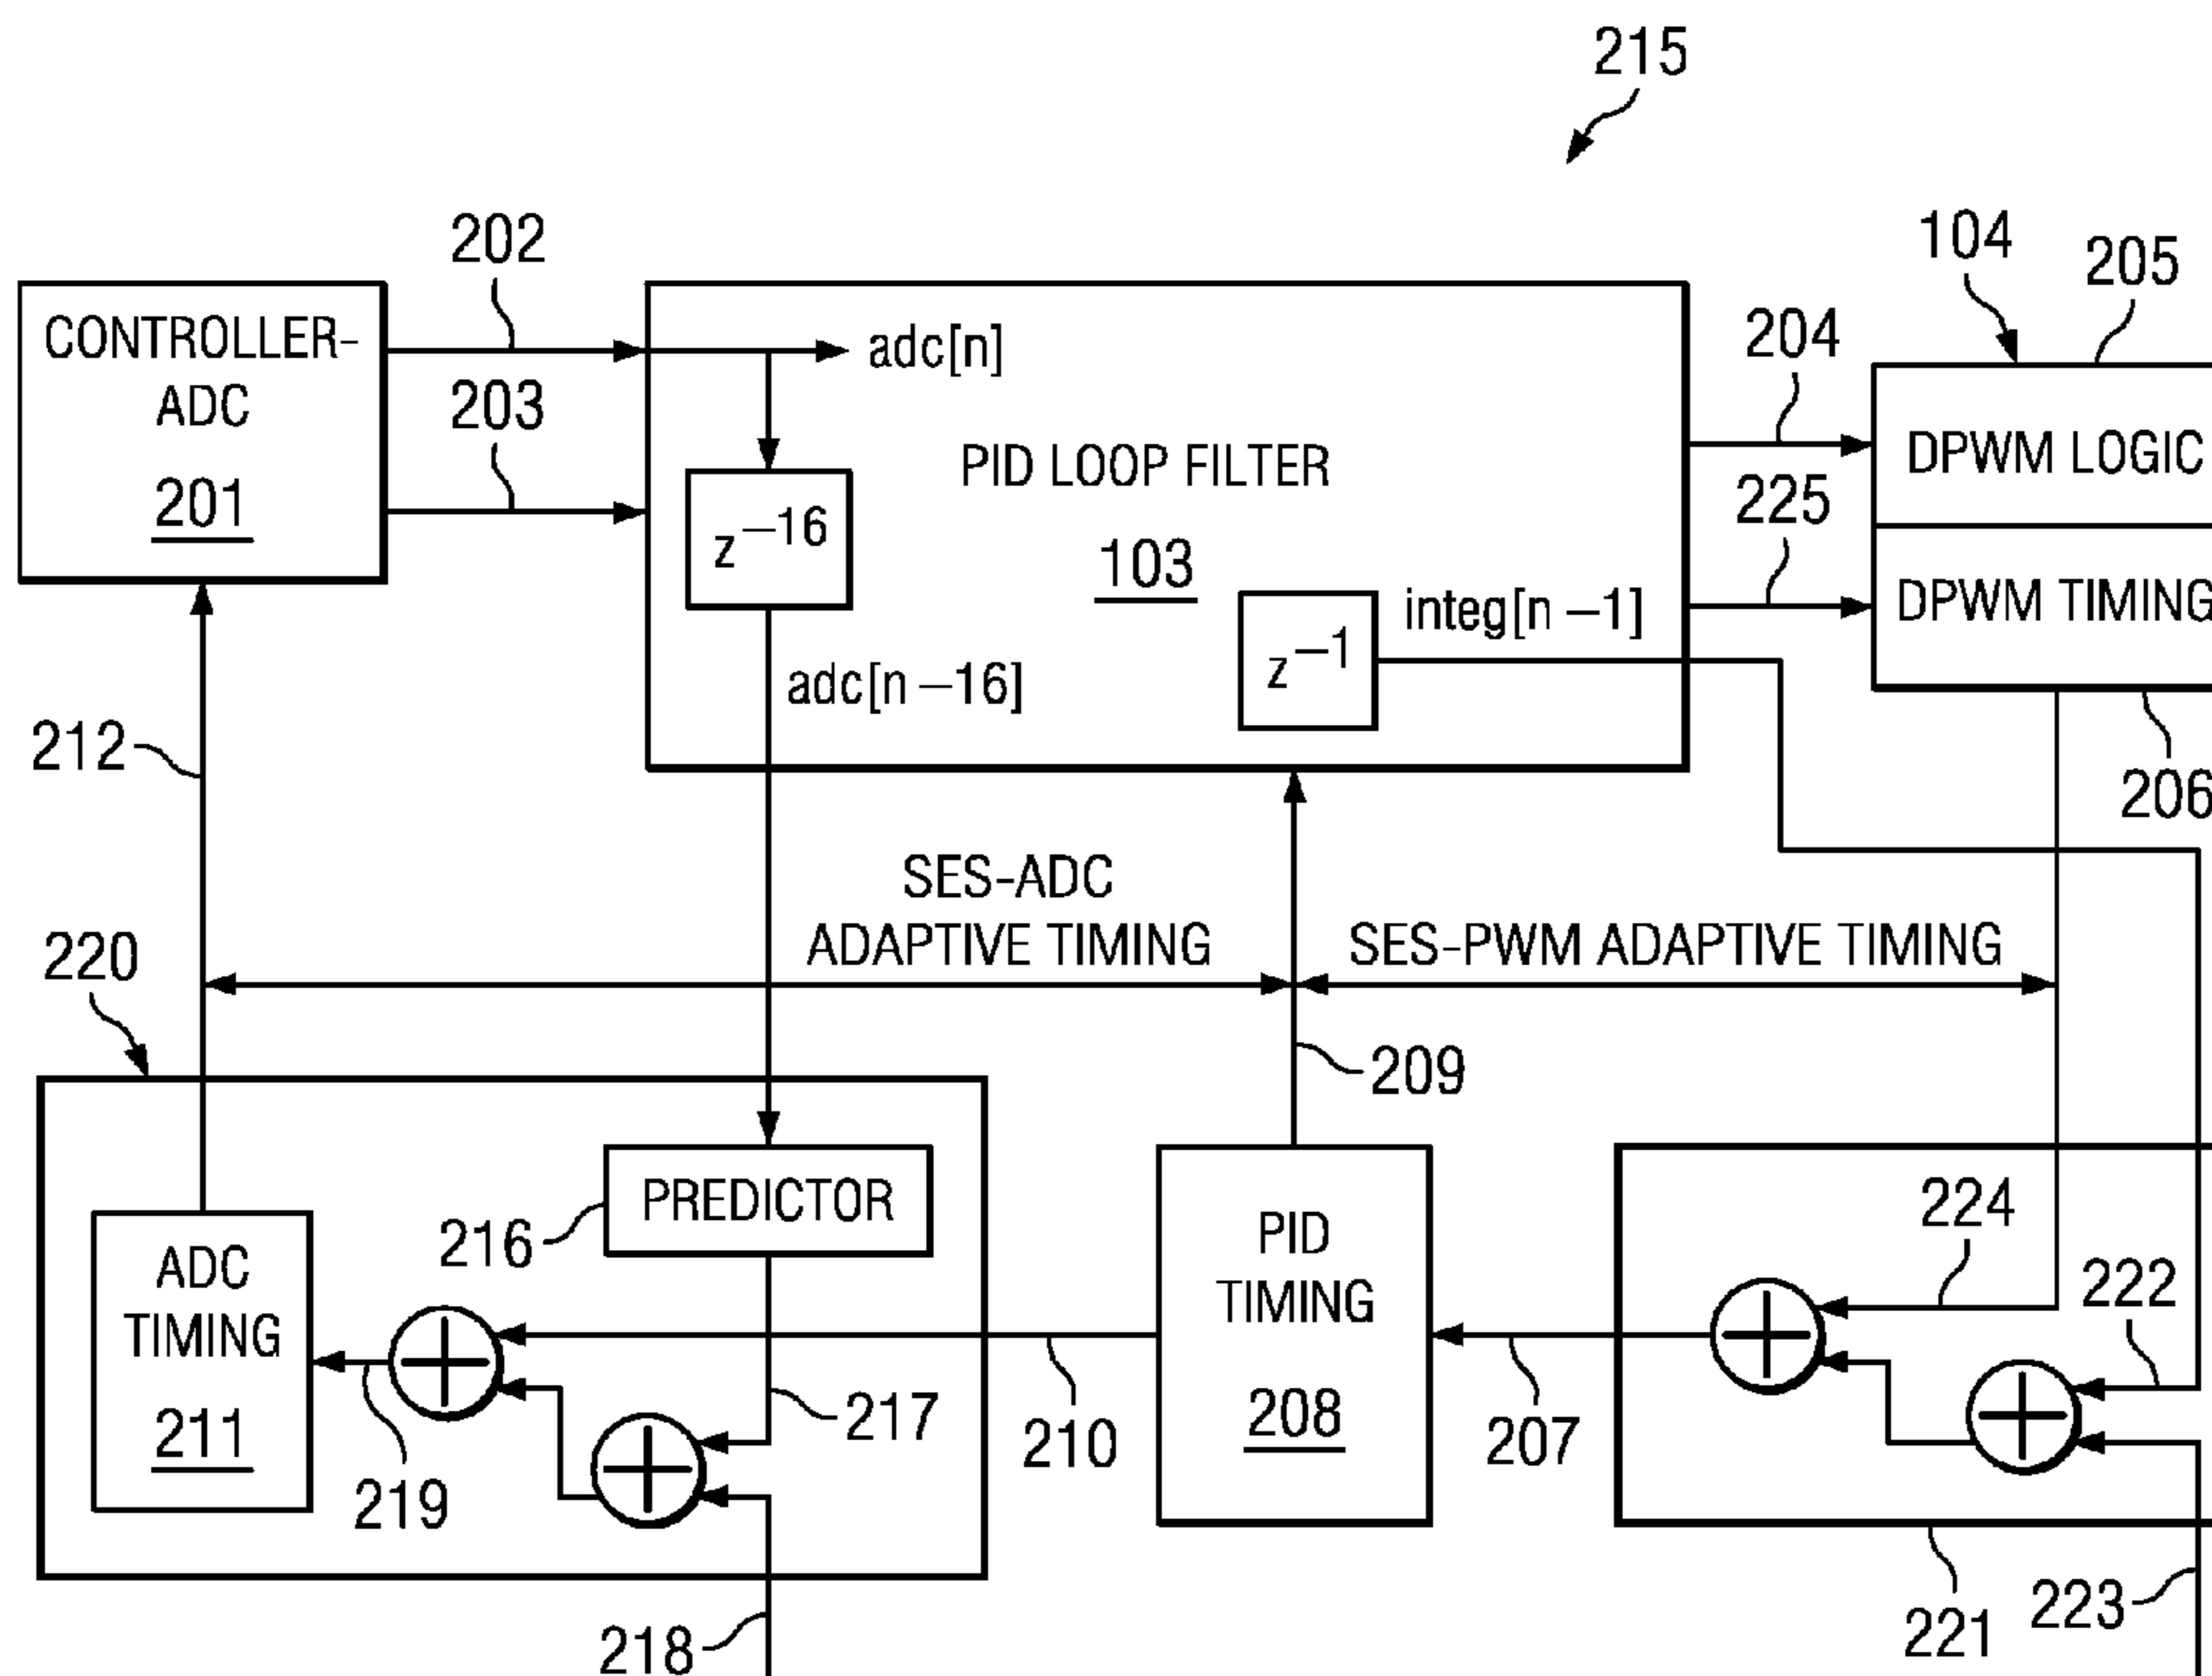 215
202
104
205
CONTROLLER-
ADC
201
203
adc[n]
PID LOOP FILTER
103
z^−16
204
225
DPWM LOGIC
DPWM TIMING
z^−1
integ[n −1]
adc[n −16]
212
206
SES-ADC
ADAPTIVE TIMING
SES-PWM ADAPTIVE TIMING
220
209
PREDICTOR
216
ADC
TIMING
211
219
217
218
210
PID
TIMING
208
207
224
222
221
223